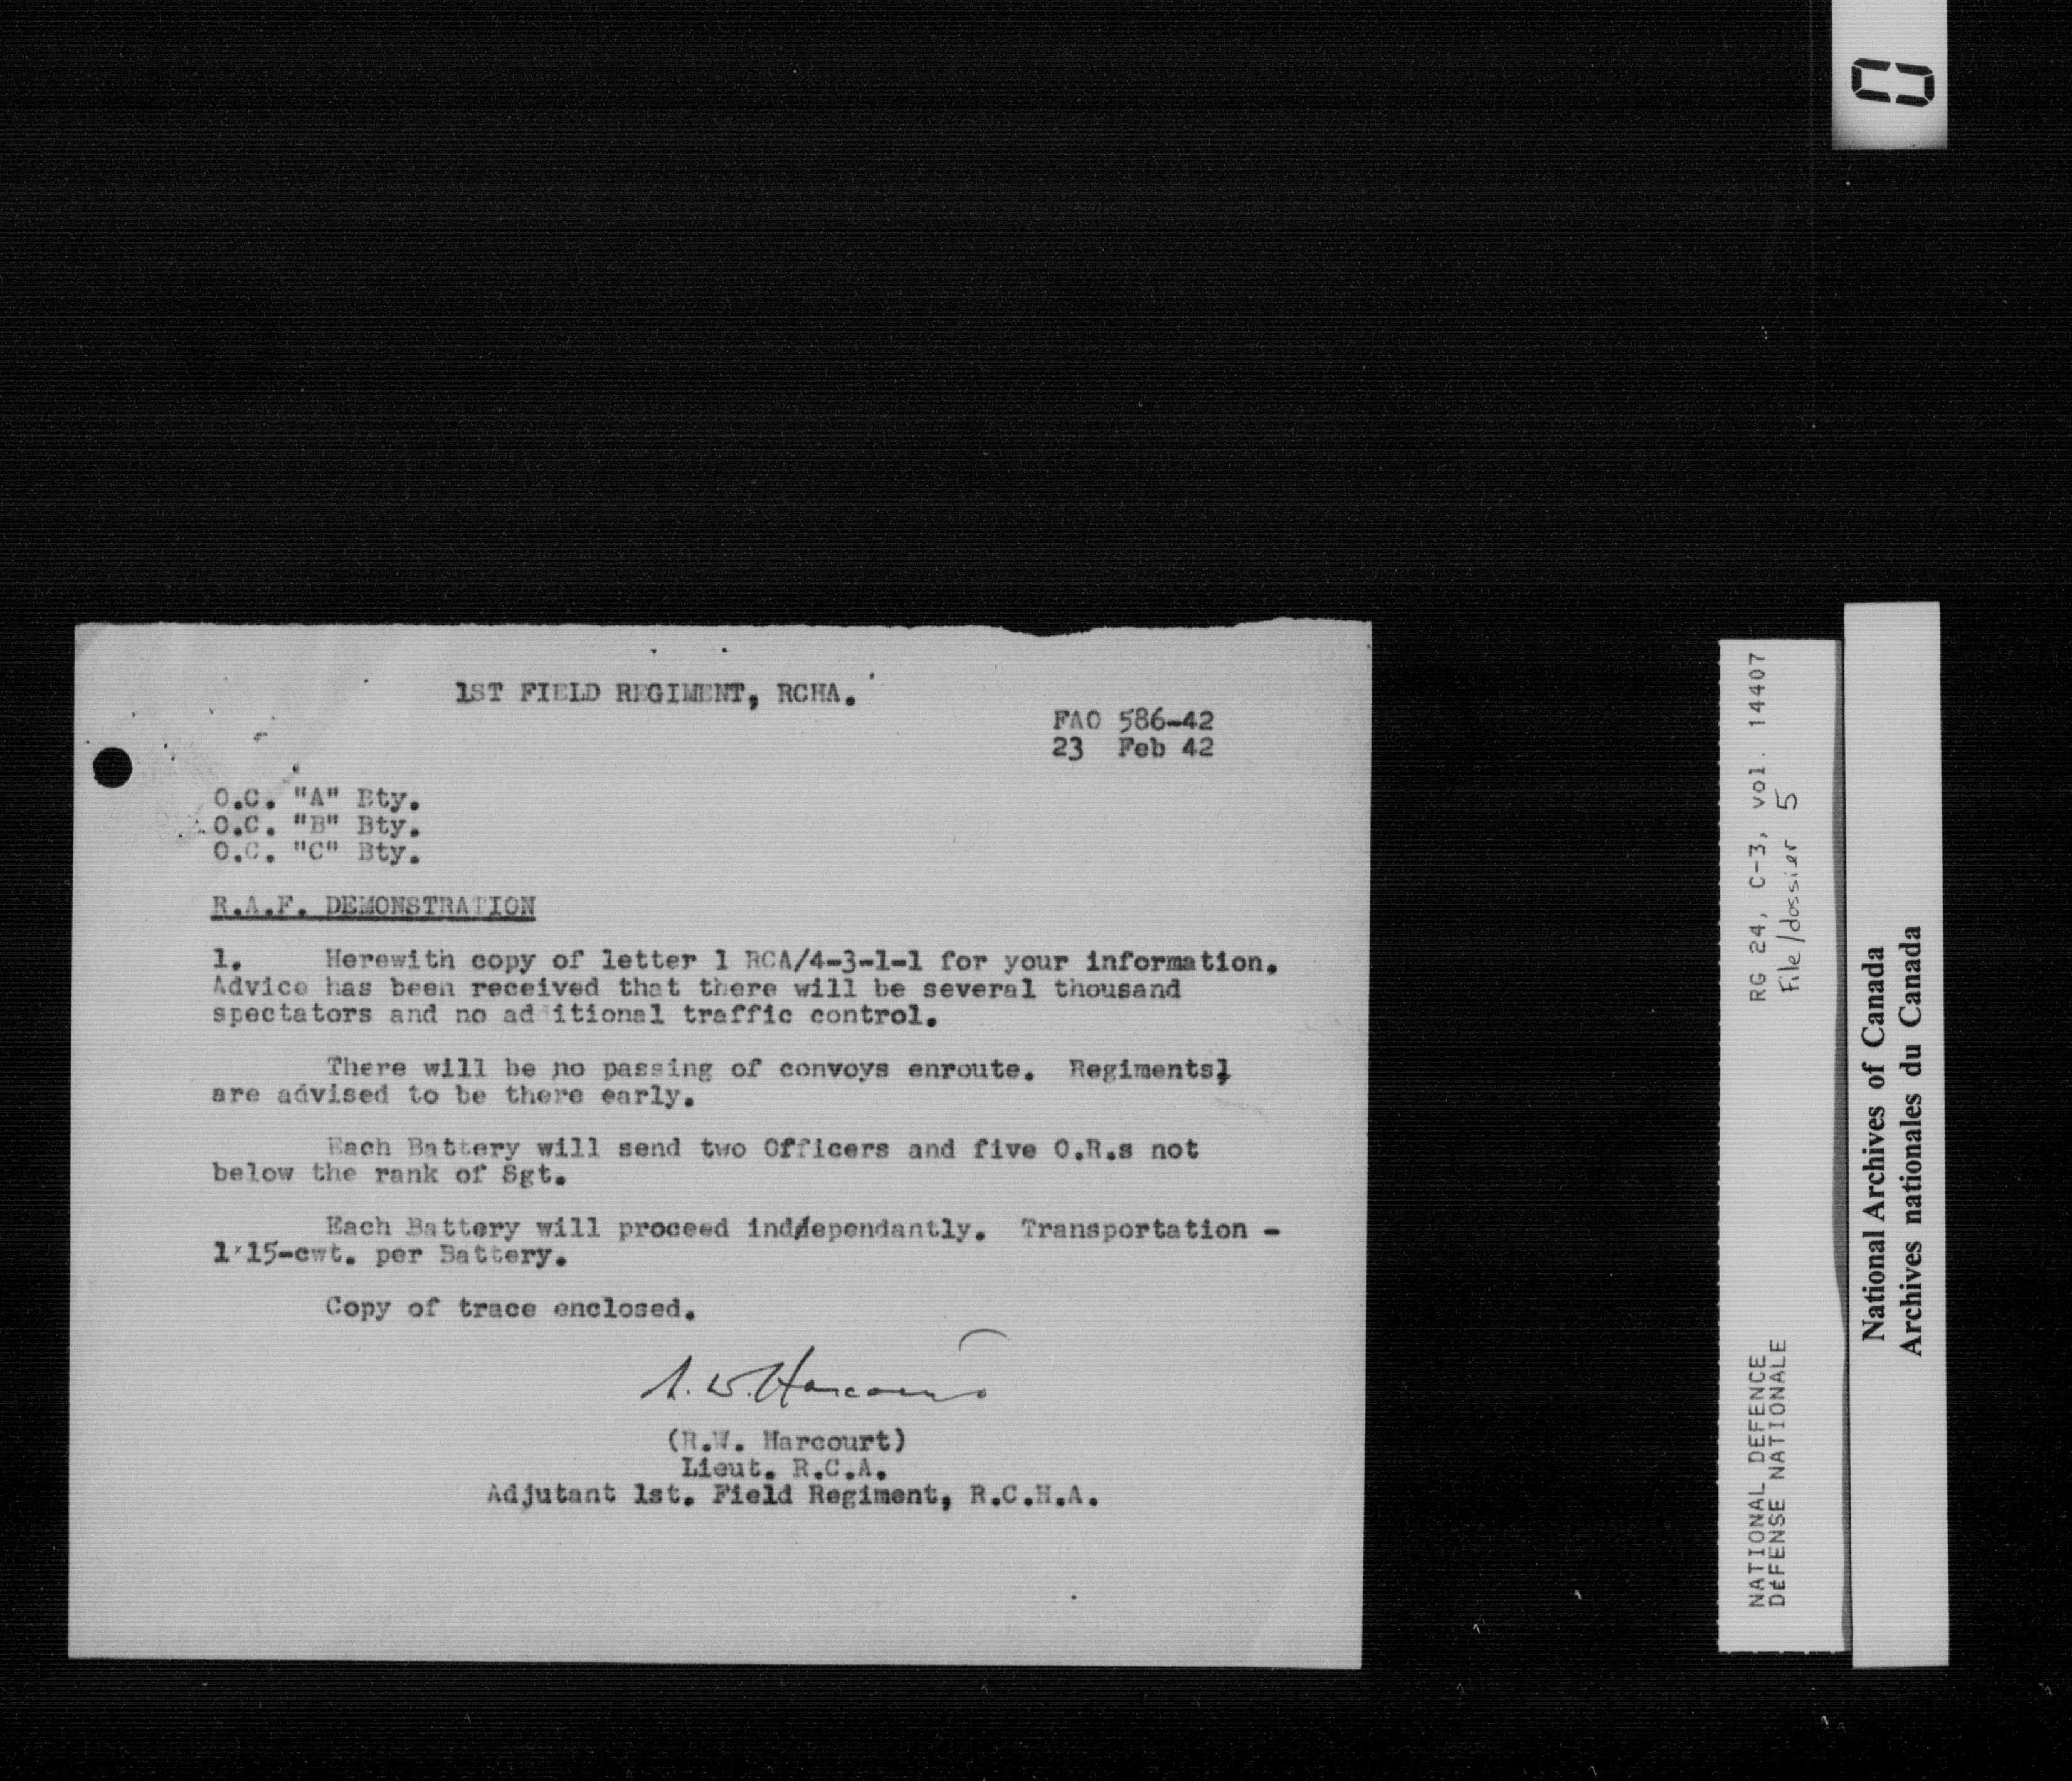 1ST FIELD REGIMENT, RCHA.
FAO 586-42
23 Feb 42
O.C. "A" Bty.
O.C. "B" Bty.
O.C. "C" Bty.
R.A.F. DEMONSTRATION
1. Herewith copy of letter 1 RCA/4-3-1-1 for your information.
Advice has been received that there will be several thousand
spectators and no additional traffic control.
There will be no passing of convoys enroute. Regiments
are advised to be there early.
Each Battery will send two Officers and five O.R.s not
below the rank of Sgt.
Each Battery will proceed independantly. Transportation -
1x15-cwt. per Battery.
Copy of trace enclosed.
R.W. Harcourt
(R.W. Harcourt)
Lieut. R.C.A.
Adjutant 1st. Field Regiment, R.C.H.A.
RG 24, C-3, vol. 14407
File/dossier 5
NATIONAL DEFENCE
DÉFENSE NATIONALE
National Archives of Canada
Archives nationales du Canada
0